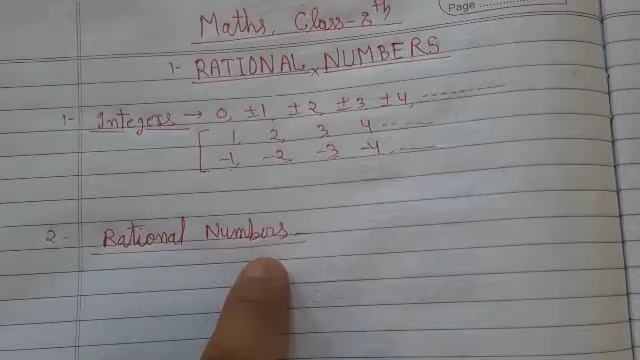 Page ..............
Maths, Class-8th
1- RATIONAL NUMBERS
1- Integers → 0, ±1, ±2 ±3 ±4, ----------
1, 2, 3 4 -----
-1, -2 -3 -4 ------
2- Rational Numbers